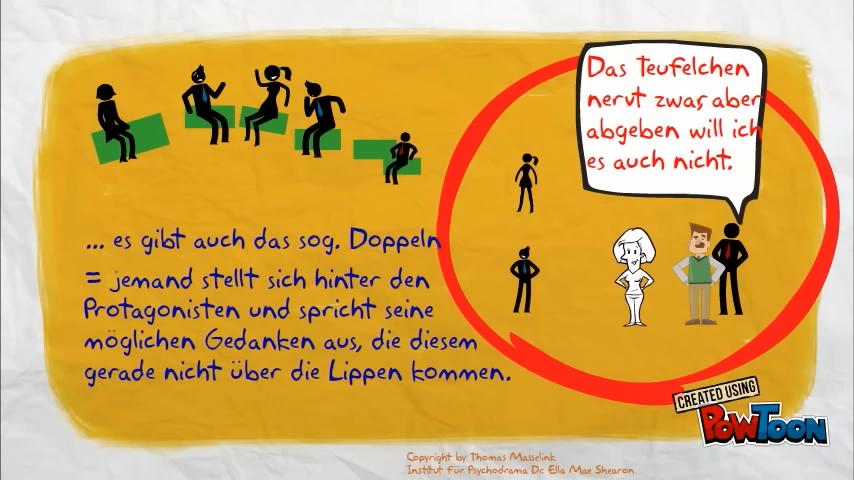 Das Teufelchen
nervt zwar aber
abgeben will ich
es auch nicht.
... es gibt auch das sog. Doppeln
= jemand stellt sich hinter den
Protagonisten und spricht seine
möglichen Gedanken aus, die diesem
gerade nicht über die Lippen kommen.
CREATED USING
PowToon
Copyright by Thomas Masselink
Institut für Psychodrama Dr. Ella Mae Shearon